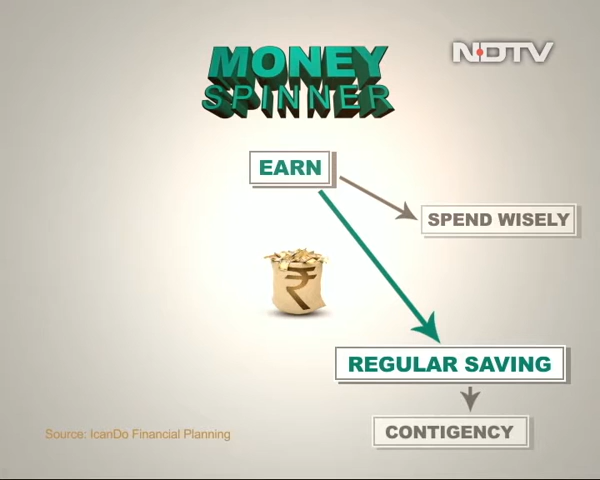 MONEY
SPINNER
NDTV
EARN
SPEND WISELY
₹
REGULAR SAVING
CONTIGENCY
Source: IcanDo Financial Planning